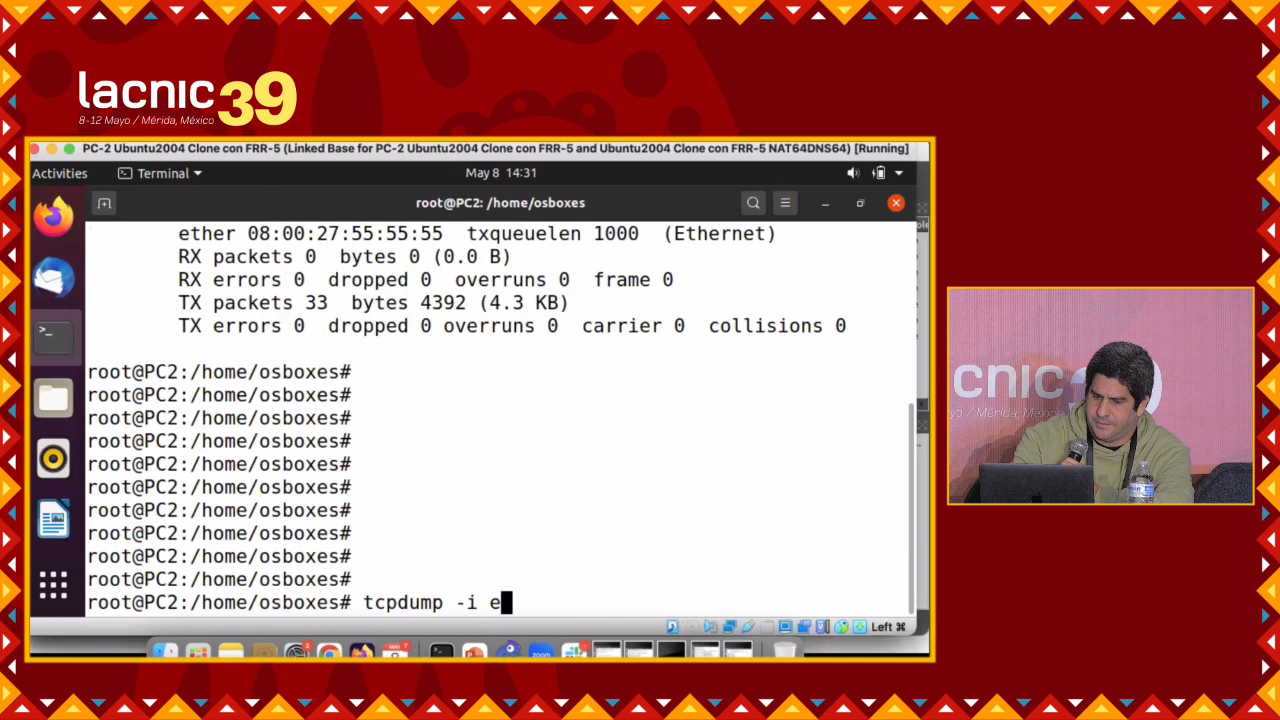 lacnic39
8-12 Mayo / Mérida, México
PC-2 Ubuntu2004 Clone con FRR-5 (Linked Base for PC-2 Ubuntu2004 Clone con FRR-5 and Ubuntu2004 Clone con FRR-5 NAT64DNS64) [Running]
Activities Terminal May 8 14:31
root@PC2: /home/osboxes
ether 08:00:27:55:55:55 txqueuelen 1000 (Ethernet)
RX packets 0 bytes 0 (0.0 B)
RX errors 0 dropped 0 overruns 0 frame 0
TX packets 33 bytes 4392 (4.3 KB)
TX errors 0 dropped 0 overruns 0 carrier 0 collisions 0
root@PC2:/home/osboxes#
root@PC2:/home/osboxes#
root@PC2:/home/osboxes#
root@PC2:/home/osboxes#
root@PC2:/home/osboxes#
root@PC2:/home/osboxes#
root@PC2:/home/osboxes#
root@PC2:/home/osboxes#
root@PC2:/home/osboxes#
root@PC2:/home/osboxes#
root@PC2:/home/osboxes# tcpdump -i e
Left ⌘
zoom
cnic39
yo / Mérida, México